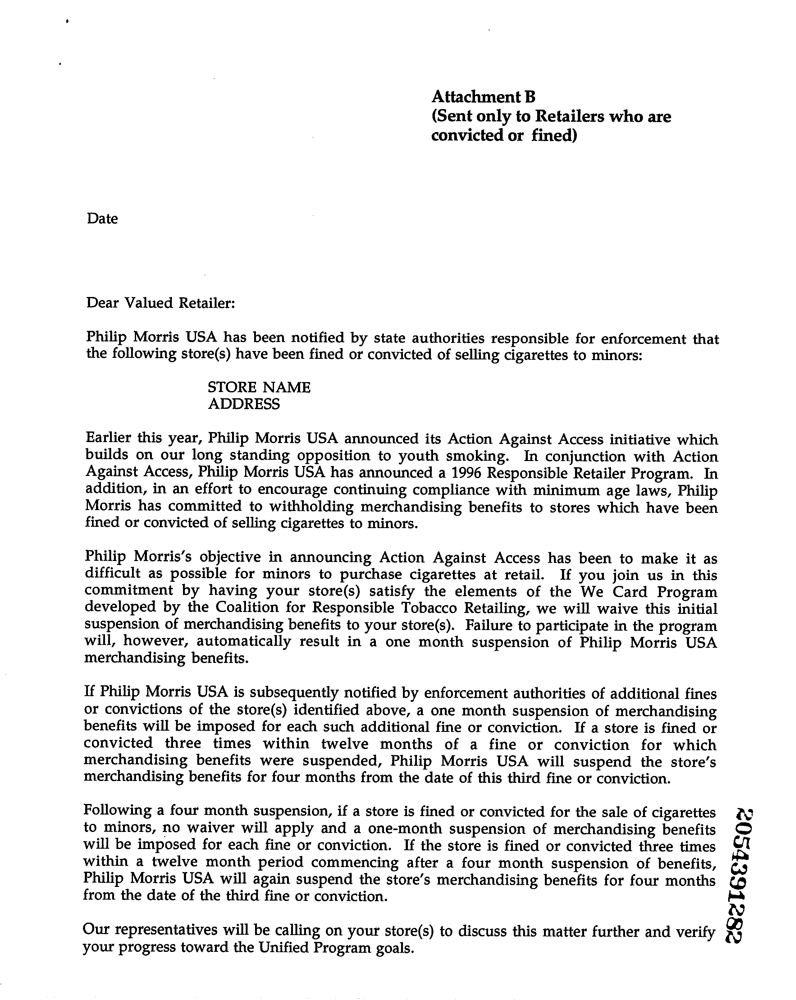 Attachment B
(Sent only to Retailers who are
convicted or fined)
Date
Dear Valued Retailer:
Philip Morris USA has been notified by state authorities responsible for enforcement that
the following store(s) have been fined or convicted of selling cigarettes to minors:
STORE NAME
ADDRESS
Earlier this year, Philip Morris USA announced its Action Against Access initiative which
builds on our long standing opposition to youth smoking. In conjunction with Action
Against Access, Philip Morris USA has announced a 1996 Responsible Retailer Program. In
addition, in an effort to encourage continuing compliance with minimum age laws, Philip
Morris has committed to withholding merchandising benefits to stores which have been
fined or convicted of selling cigarettes to minors.
Philip Morris's objective in announcing Action Against Access has been to make it as
difficult as possible for minors to purchase cigarettes at retail. If you join us in this
commitment by having your store(s) satisfy the elements of the We Card Program
developed by the Coalition for Responsible Tobacco Retailing, we will waive this initial
suspension of merchandising benefits to your store(s). Failure to participate in the program
will, however, automatically result in a one month suspension of Philip Morris USA
merchandising benefits.
If Philip Morris USA is subsequently notified by enforcement authorities of additional fines
or convictions of the store(s) identified above, a one month suspension of merchandising
benefits will be imposed for each such additional fine or conviction. If a store is fined or
convicted three times within twelve months of a fine or conviction for which
merchandising benefits were suspended, Philip Morris USA will suspend the store's
merchandising benefits for four months from the date of this third fine or conviction.
Following a four month suspension, if a store is fined or convicted for the sale of cigarettes
to minors, no waiver will apply and a one-month suspension of merchandising benefits
will be imposed for each fine or conviction. If the store is fined or convicted three times
within a twelve month period commencing after a four month suspension of benefits,
Philip Morris USA will again suspend the store's merchandising benefits for four months
from the date of the third fine or conviction.
Our representatives will be calling on your store(s) to discuss this matter further and verify
your progress toward the Unified Program goals.
2054391282